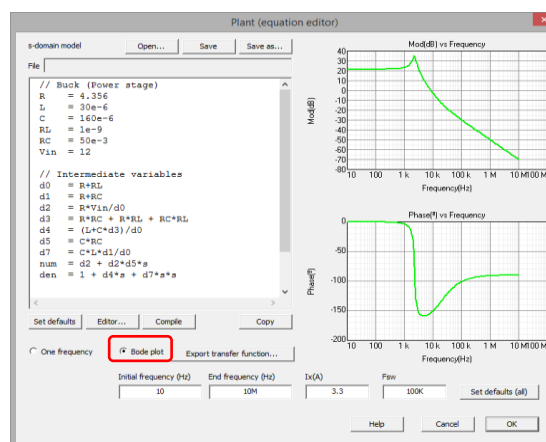 Plant (equation editor)
s-domain model
Open...
Save
Save as...
File
// Buck (Power stage)
R = 4.356
L = 30e-6
C = 160e-6
RL = 1e-9
RC = 50e-3
Vin = 12
// Intermediate variables
d0 = R+RL
d1 = R+RC
d2 = R*Vin/d0
d3 = R*RC + R*RL + RC*RL
d4 = (L+C*d3)/d0
d5 = C*RC
d7 = C*L*d1/d0
num = d2 + d2*d5*s
den = 1 + d4*s + d7*s*s
Set defaults
Editor...
Compile
Copy
One frequency
Bode plot
Export transfer function...
Mod(dB) vs Frequency
Mod(dB)
40
30
20
10
0
-10
-20
-30
-40
-50
-60
-70
-80
10 100 1 k 10 k 100 k 1 M 10 M100 M
Frequency(Hz)
Phase(º) vs Frequency
Phase(º)
0
-50
-100
-150
-200
10 100 1 k 10 k 100 k 1 M 10 M100 M
Frequency(Hz)
Initial frequency (Hz)
End frequency (Hz)
Ix(A)
Fsw
10
10M
3.3
100K
Set defaults (all)
Help
Cancel
OK